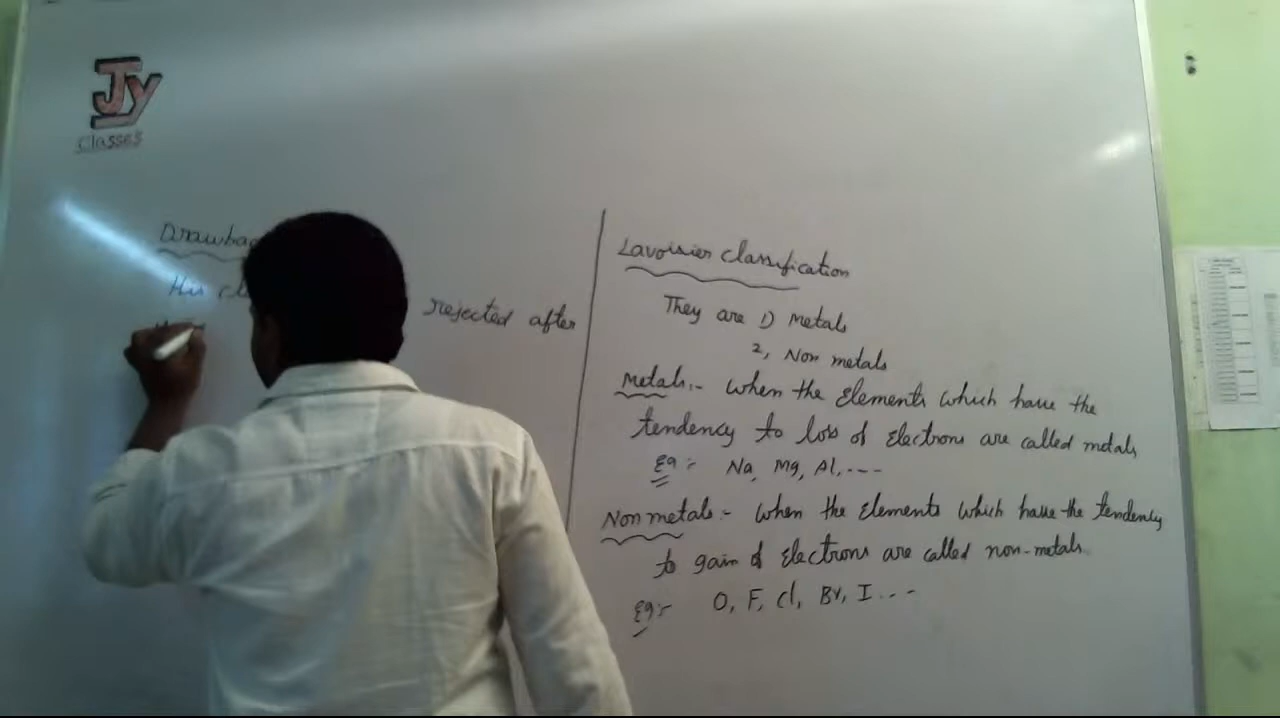 Jy
Classes
Drawbac
His cl
rejected after
Lavoisier classification
They are 1) Metals
2, Non metals
Metals:- When the Elements which have the
tendency to loss of Electrons are called metals
Eg:- Na, Mg, Al, ----
Non metals:- When the Elements which have the tendency
to gain of Electrons are called non-metals
Eg:- O, F, Cl, Br, I ---